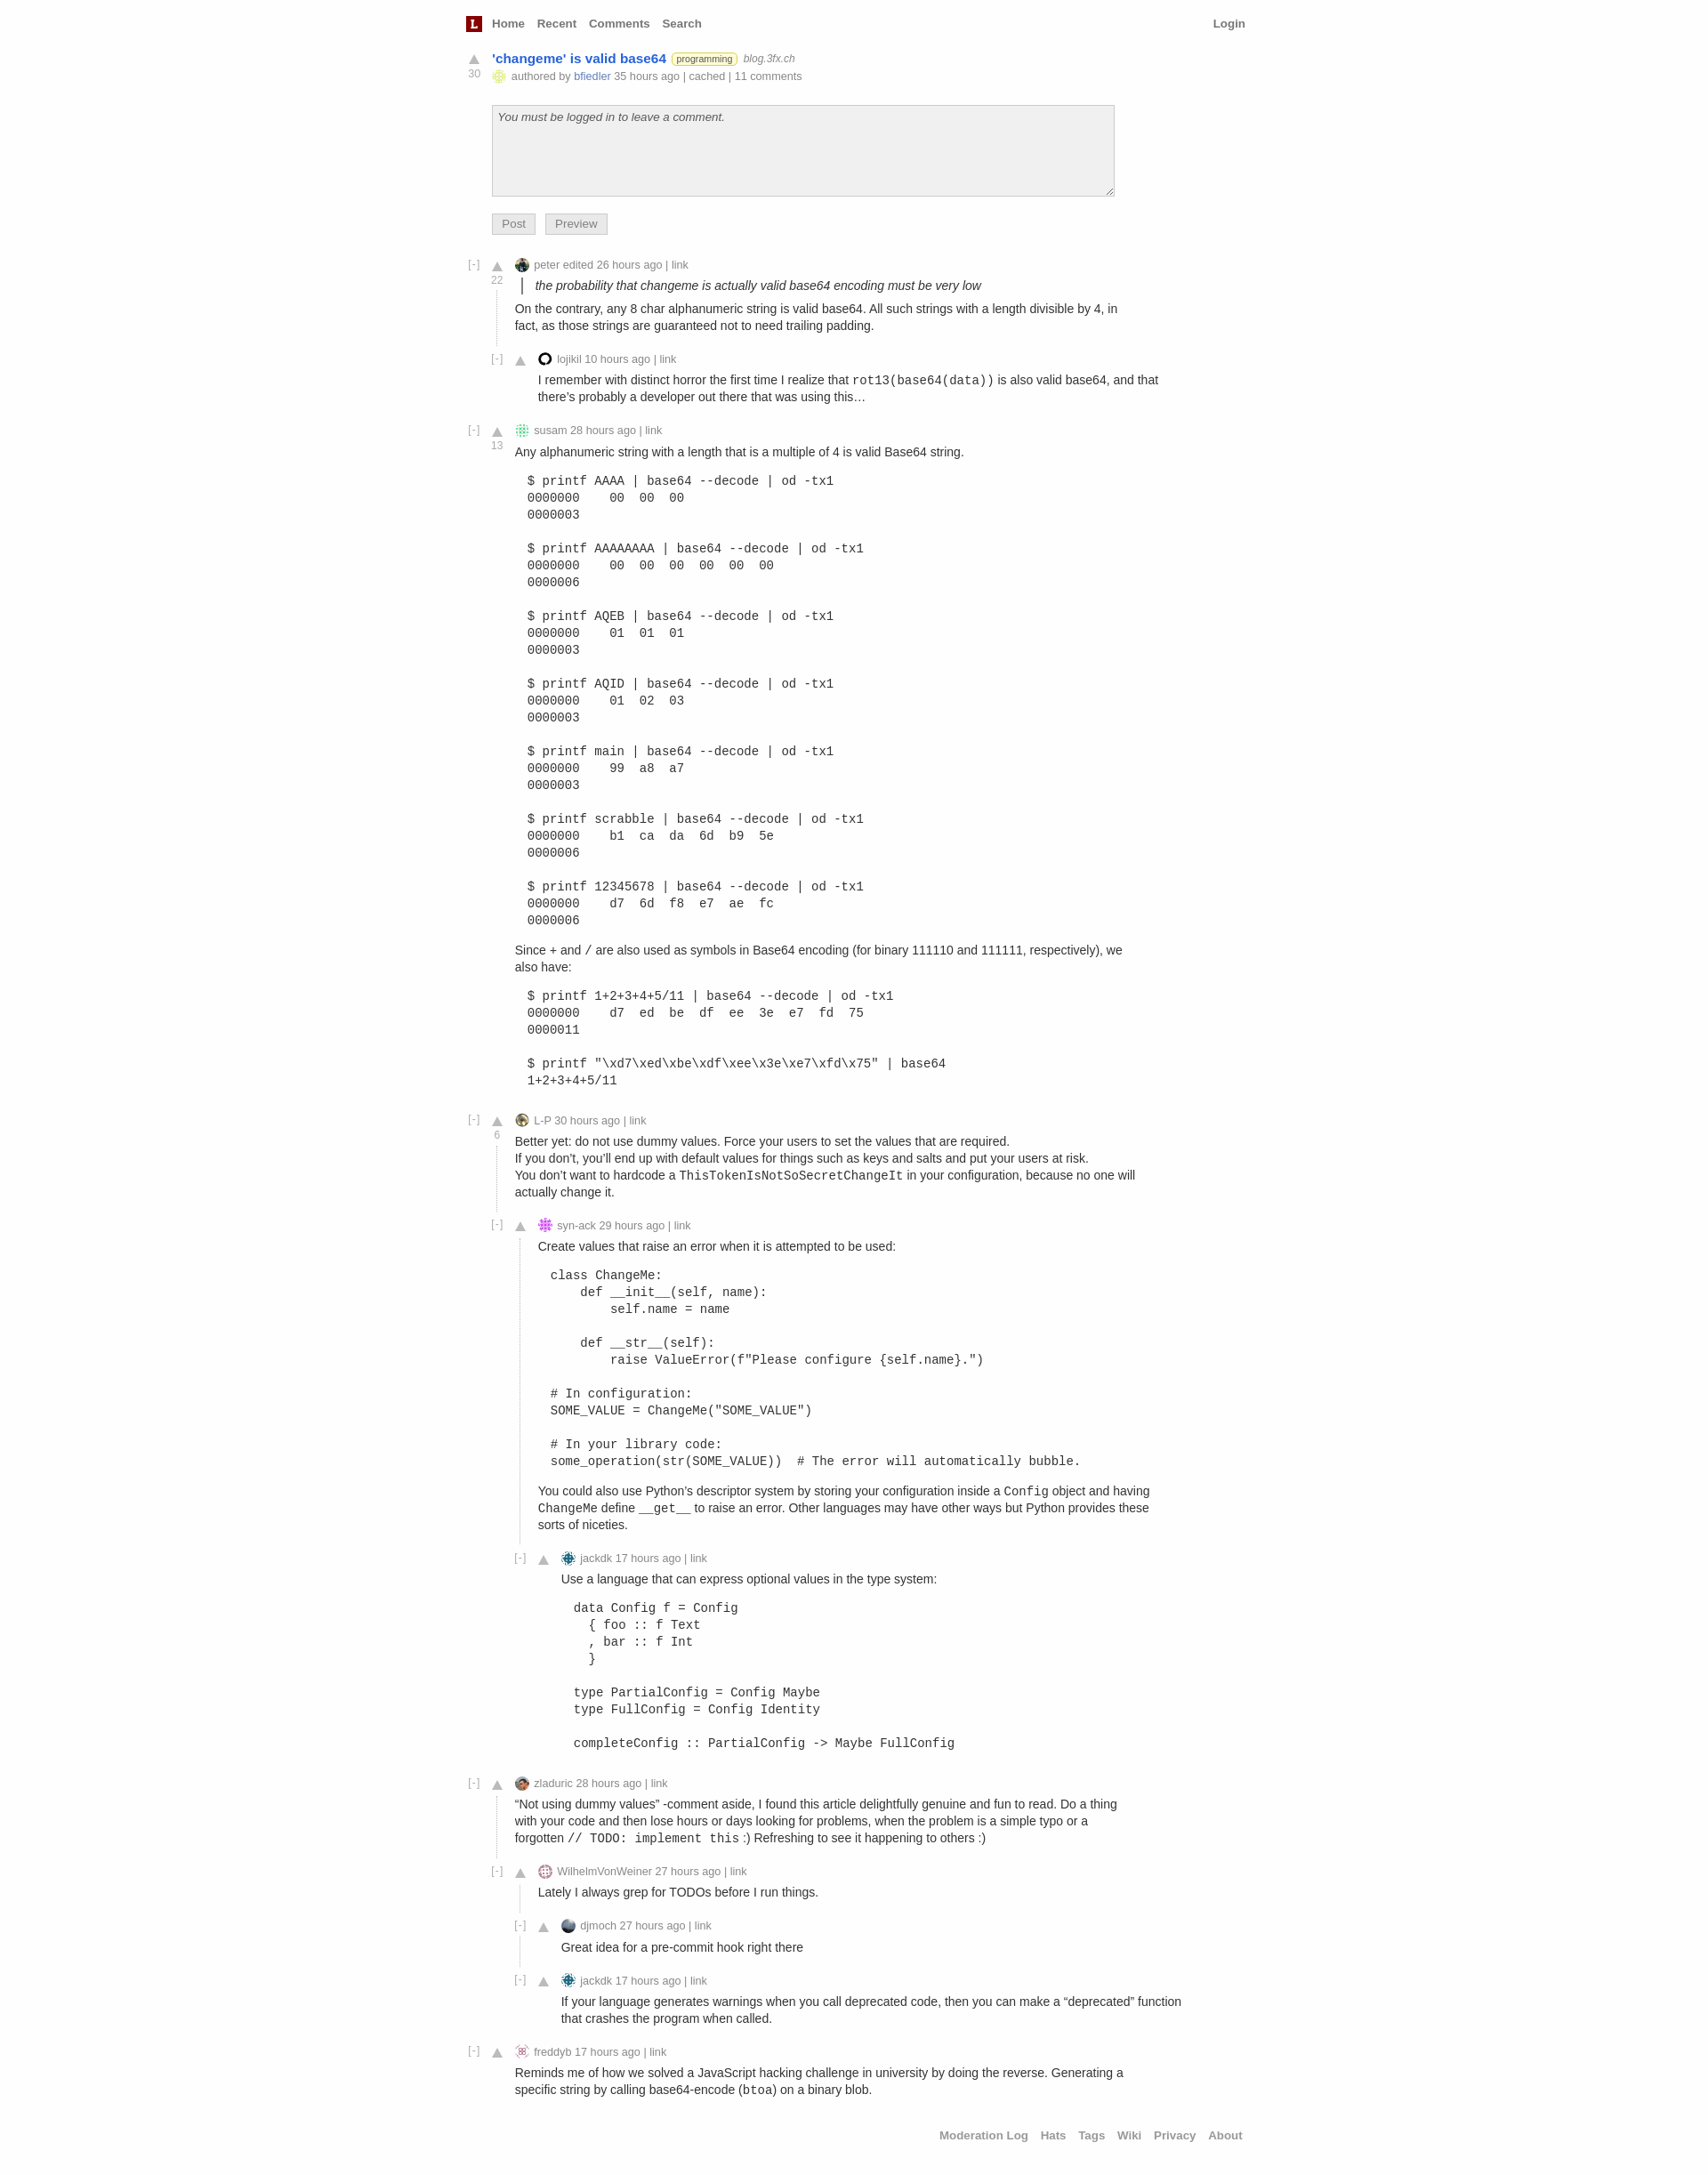 L Home Recent Comments Search Login
'changeme' is valid base64 programming blog.3fx.ch
30 authored by bfiedler 35 hours ago | cached | 11 comments
You must be logged in to leave a comment.
Post Preview
[-] peter edited 26 hours ago | link
22
the probability that changeme is actually valid base64 encoding must be very low
On the contrary, any 8 char alphanumeric string is valid base64. All such strings with a length divisible by 4, in
fact, as those strings are guaranteed not to need trailing padding.
[-] lojikil 10 hours ago | link
I remember with distinct horror the first time I realize that rot13(base64(data)) is also valid base64, and that
there’s probably a developer out there that was using this…
[-] susam 28 hours ago | link
13
Any alphanumeric string with a length that is a multiple of 4 is valid Base64 string.
$ printf AAAA | base64 --decode | od -tx1
0000000    00  00  00
0000003
$ printf AAAAAAAA | base64 --decode | od -tx1
0000000    00  00  00  00  00  00
0000006
$ printf AQEB | base64 --decode | od -tx1
0000000    01  01  01
0000003
$ printf AQID | base64 --decode | od -tx1
0000000    01  02  03
0000003
$ printf main | base64 --decode | od -tx1
0000000    99  a8  a7
0000003
$ printf scrabble | base64 --decode | od -tx1
0000000    b1  ca  da  6d  b9  5e
0000006
$ printf 12345678 | base64 --decode | od -tx1
0000000    d7  6d  f8  e7  ae  fc
0000006
Since + and / are also used as symbols in Base64 encoding (for binary 111110 and 111111, respectively), we
also have:
$ printf 1+2+3+4+5/11 | base64 --decode | od -tx1
0000000    d7  ed  be  df  ee  3e  e7  fd  75
0000011
$ printf "\xd7\xed\xbe\xdf\xee\x3e\xe7\xfd\x75" | base64
1+2+3+4+5/11
[-] L-P 30 hours ago | link
6
Better yet: do not use dummy values. Force your users to set the values that are required.
If you don’t, you’ll end up with default values for things such as keys and salts and put your users at risk.
You don’t want to hardcode a ThisTokenIsNotSoSecretChangeIt in your configuration, because no one will
actually change it.
[-] syn-ack 29 hours ago | link
Create values that raise an error when it is attempted to be used:
class ChangeMe:
    def __init__(self, name):
        self.name = name
    def __str__(self):
        raise ValueError(f"Please configure {self.name}.")
# In configuration:
SOME_VALUE = ChangeMe("SOME_VALUE")
# In your library code:
some_operation(str(SOME_VALUE))  # The error will automatically bubble.
You could also use Python’s descriptor system by storing your configuration inside a Config object and having
ChangeMe define __get__ to raise an error. Other languages may have other ways but Python provides these
sorts of niceties.
[-] jackdk 17 hours ago | link
Use a language that can express optional values in the type system:
data Config f = Config
  { foo :: f Text
  , bar :: f Int
  }
type PartialConfig = Config Maybe
type FullConfig = Config Identity
completeConfig :: PartialConfig -> Maybe FullConfig
[-] zladuric 28 hours ago | link
“Not using dummy values” -comment aside, I found this article delightfully genuine and fun to read. Do a thing
with your code and then lose hours or days looking for problems, when the problem is a simple typo or a
forgotten // TODO: implement this :) Refreshing to see it happening to others :)
[-] WilhelmVonWeiner 27 hours ago | link
Lately I always grep for TODOs before I run things.
[-] djmoch 27 hours ago | link
Great idea for a pre-commit hook right there
[-] jackdk 17 hours ago | link
If your language generates warnings when you call deprecated code, then you can make a “deprecated” function
that crashes the program when called.
[-] freddyb 17 hours ago | link
Reminds me of how we solved a JavaScript hacking challenge in university by doing the reverse. Generating a
specific string by calling base64-encode (btoa) on a binary blob.
Moderation Log Hats Tags Wiki Privacy About